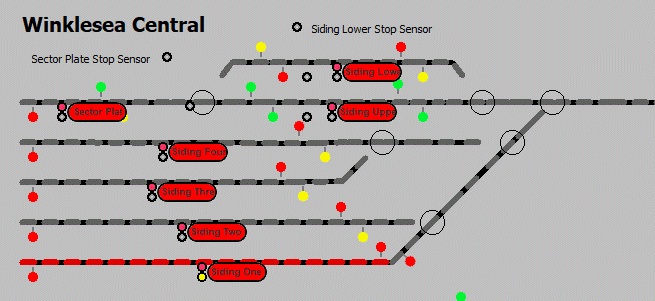 Winklesea Central
Siding Lower Stop Sensor
Sector Plate Stop Sensor
Siding Lowe
Sector Plat
Siding Uppe
Siding Four
Siding Thre
Siding Two
Siding One